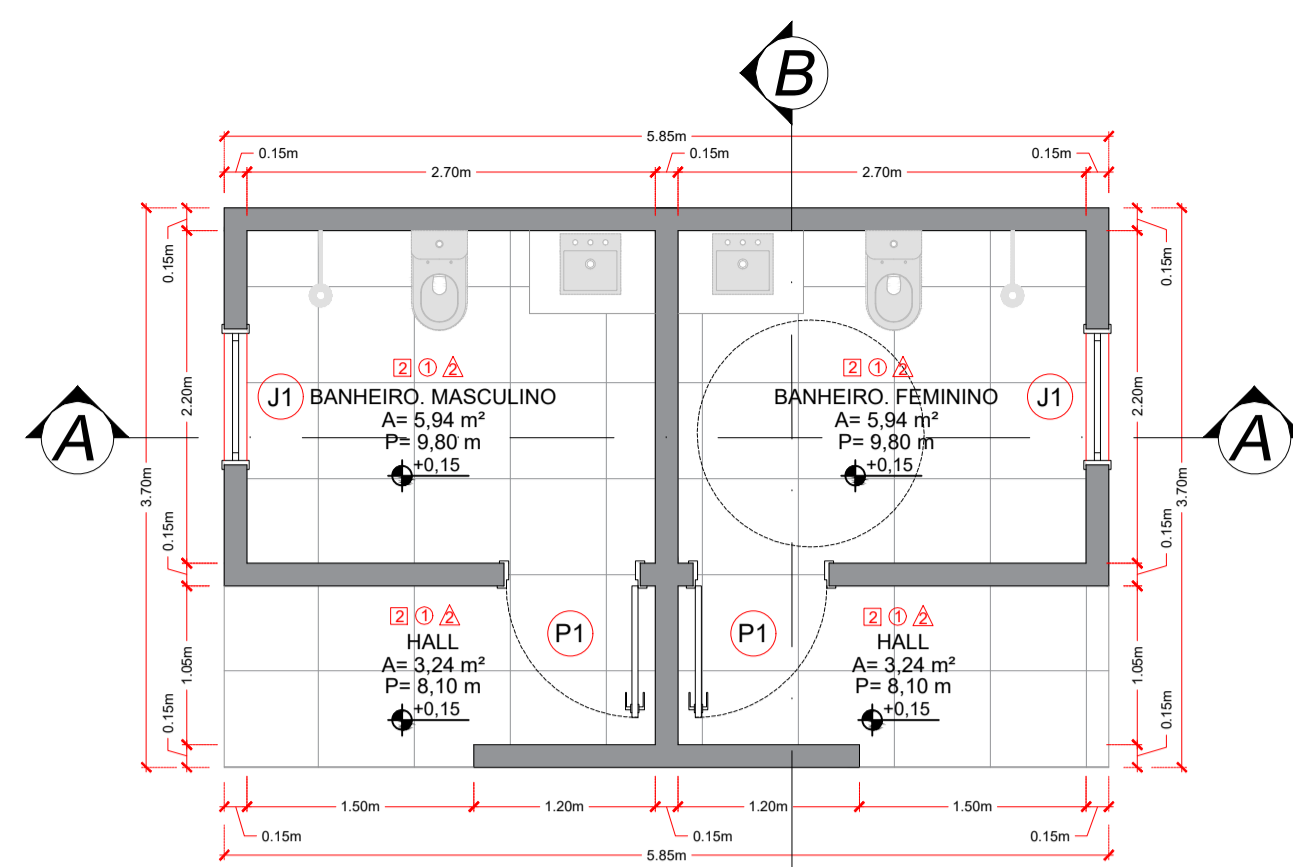 B
5.85m
0.15m 0.15m 0.15m
2.70m 2.70m
0.15m 0.15m
2 1 2 2 1 2
J1 BANHEIRO. MASCULINO BANHEIRO. FEMININO J1
A= 5,94 m² A= 5,94 m²
P= 9,80 m P= 9,80 m
+0,15 +0,15
A A
2.20m 2.20m
3.70m 3.70m
0.15m 0.15m
2 1 2 2 1 2
P1 P1
HALL HALL
A= 3,24 m² A= 3,24 m²
P= 8,10 m P= 8,10 m
+0,15 +0,15
1.05m 1.05m
0.15m 0.15m
1.50m 1.20m 1.20m 1.50m
0.15m 0.15m 0.15m
5.85m